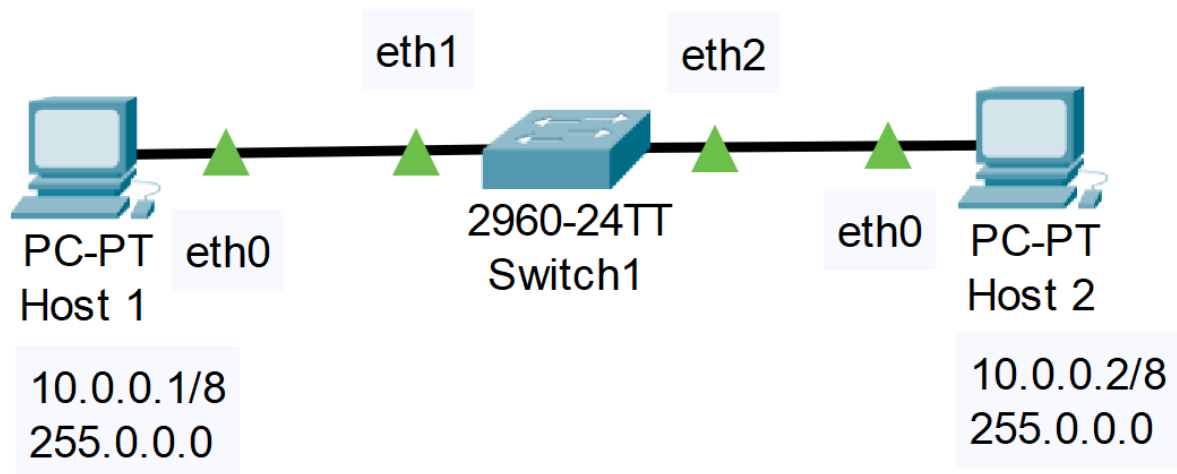 eth1
eth2
eth0
eth0
PC-PT
Host 1
2960-24TT
Switch1
PC-PT
Host 2
10.0.0.1/8
255.0.0.0
10.0.0.2/8
255.0.0.0